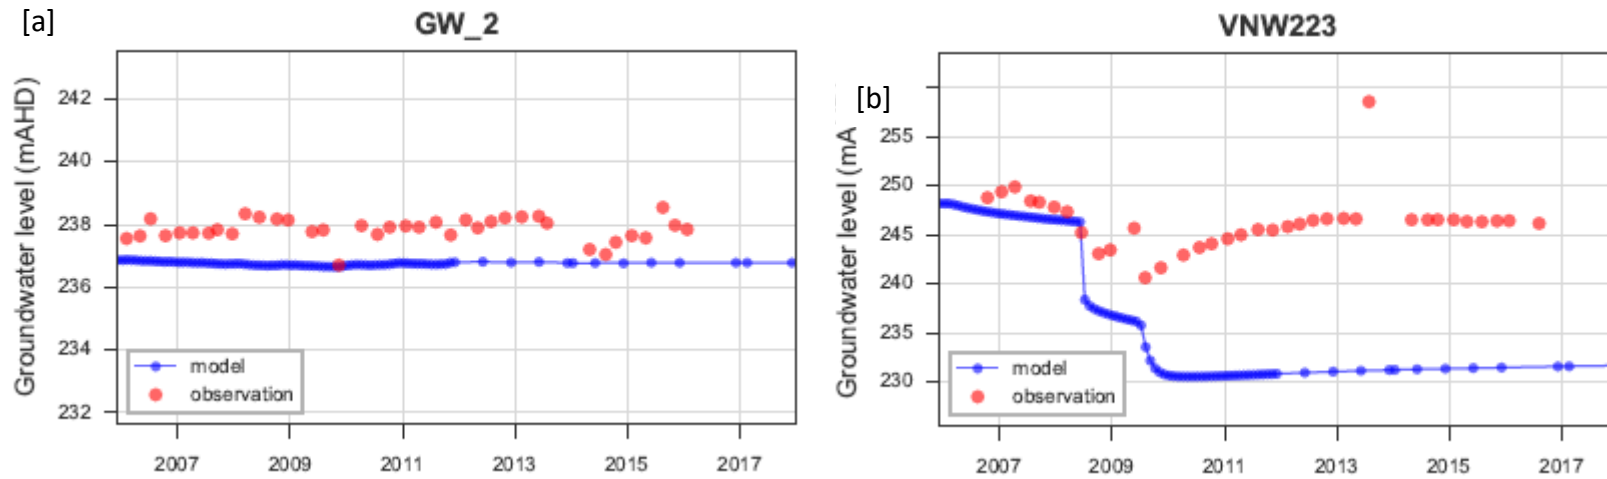 [a]
GW_2
Groundwater level (mAHD)
242
240
238
236
234
232
model
observation
2007 2009 2011 2013 2015 2017
[b]
VNW223
Groundwater level (mA
255
250
245
240
235
230
model
observation
2007 2009 2011 2013 2015 2017